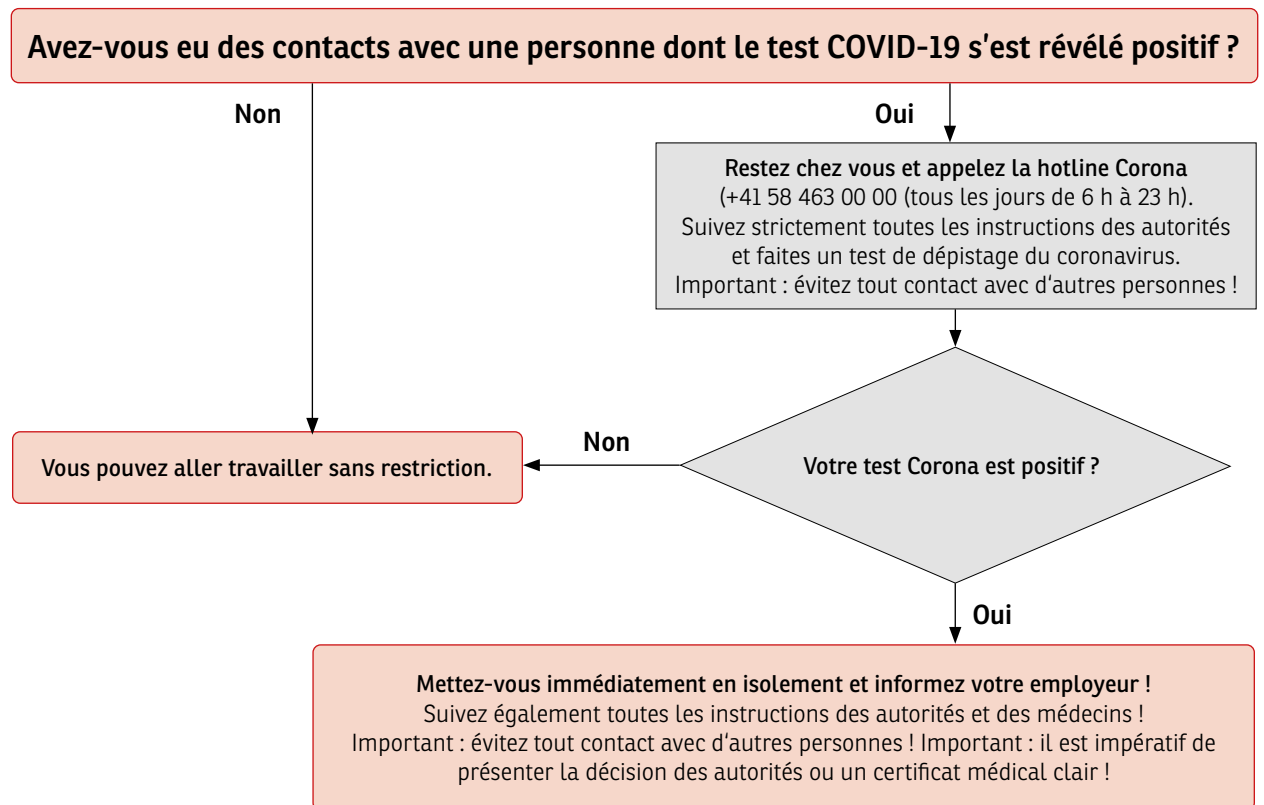 Avez-vous eu des contacts avec une personne dont le test COVID-19 s'est révélé positif ?
Non
Oui
Restez chez vous et appelez la hotline Corona
(+41 58 463 00 00 (tous les jours de 6 h à 23 h).
Suivez strictement toutes les instructions des autorités
et faites un test de dépistage du coronavirus.
Important : évitez tout contact avec d'autres personnes !
Non
Vous pouvez aller travailler sans restriction.
Votre test Corona est positif ?
Oui
Mettez-vous immédiatement en isolement et informez votre employeur !
Suivez également toutes les instructions des autorités et des médecins !
Important : évitez tout contact avec d'autres personnes ! Important : il est impératif de
présenter la décision des autorités ou un certificat médical clair !